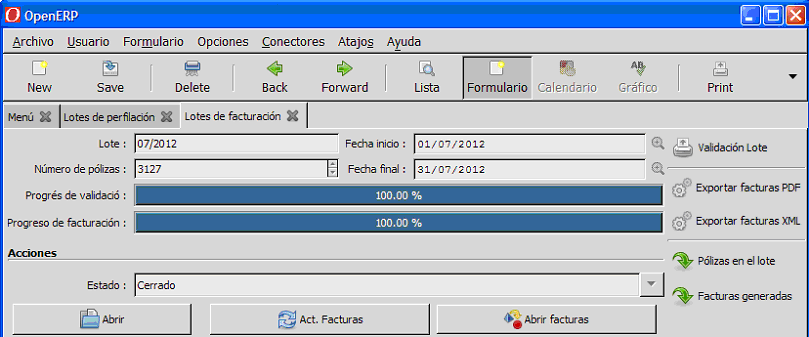 OpenERP
Archivo Usuario Formulario Opciones Conectores Atajos Ayuda
New Save Delete Back Forward Lista Formulario Calendario Gráfico Print
Menú Lotes de perfilación Lotes de facturación
Lote : 07/2012 Fecha inicio : 01/07/2012 Validación Lote
Número de pólizas : 3127 Fecha final : 31/07/2012
Progrés de validació : 100.00 % Exportar facturas PDF
Progreso de facturación : 100.00 % Exportar facturas XML
Acciones
Pólizas en el lote
Estado : Cerrado
Facturas generadas
Abrir Act. Facturas Abrir facturas